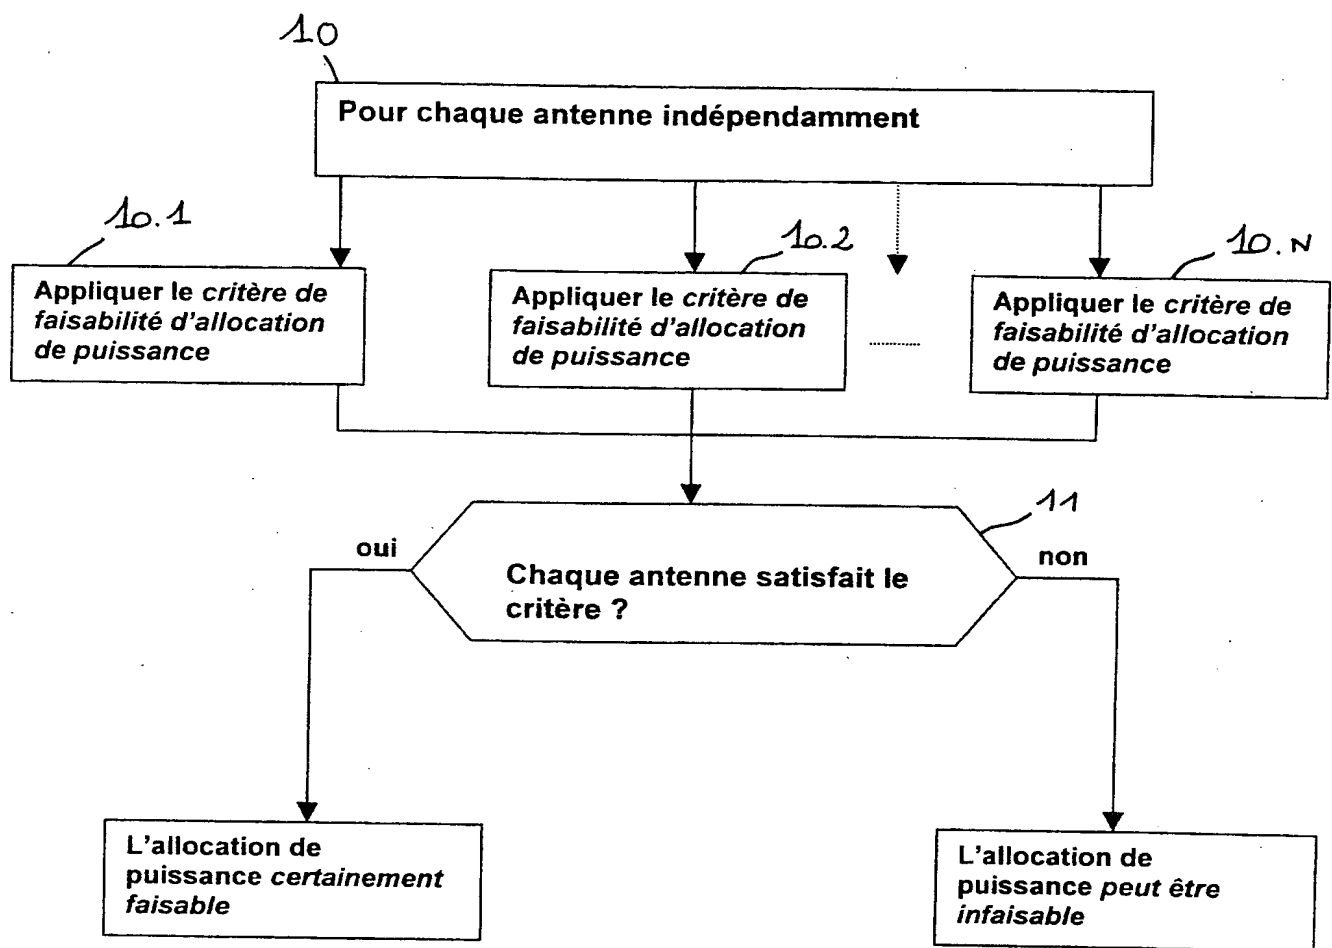 10
Pour chaque antenne indépendamment
10.1
10.2
10.N
Appliquer le critère de
faisabilité d'allocation
de puissance
Appliquer le critère de
faisabilité d'allocation
de puissance
Appliquer le critère de
faisabilité d'allocation
de puissance
11
oui
non
Chaque antenne satisfait le
critère ?
L'allocation de
puissance certainement
faisable
L'allocation de
puissance peut être
infaisable